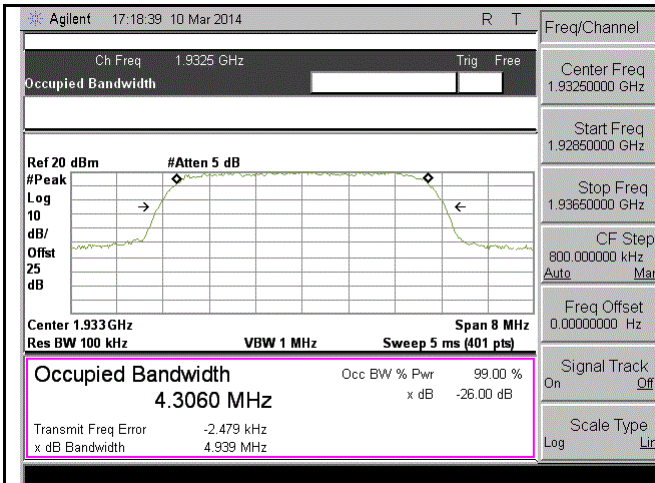 Agilent 17:18:39 10 Mar 2014 R T
Freq/Channel
Ch Freq 1.9325 GHz Trig Free
Occupied Bandwidth
Center Freq
1.93250000 GHz
Start Freq
1.92850000 GHz
Stop Freq
1.93650000 GHz
CF Step
800.000000 kHz
Auto Man
Freq Offset
0.00000000 Hz
Signal Track
On Off
Scale Type
Log Lin
Ref 20 dBm #Atten 5 dB
#Peak
Log
10
dB/
Offst
25
dB
Center 1.933 GHz Span 8 MHz
Res BW 100 kHz VBW 1 MHz Sweep 5 ms (401 pts)
Occupied Bandwidth Occ BW % Pwr 99.00 %
4.3060 MHz x dB -26.00 dB
Transmit Freq Error -2.479 kHz
x dB Bandwidth 4.939 MHz